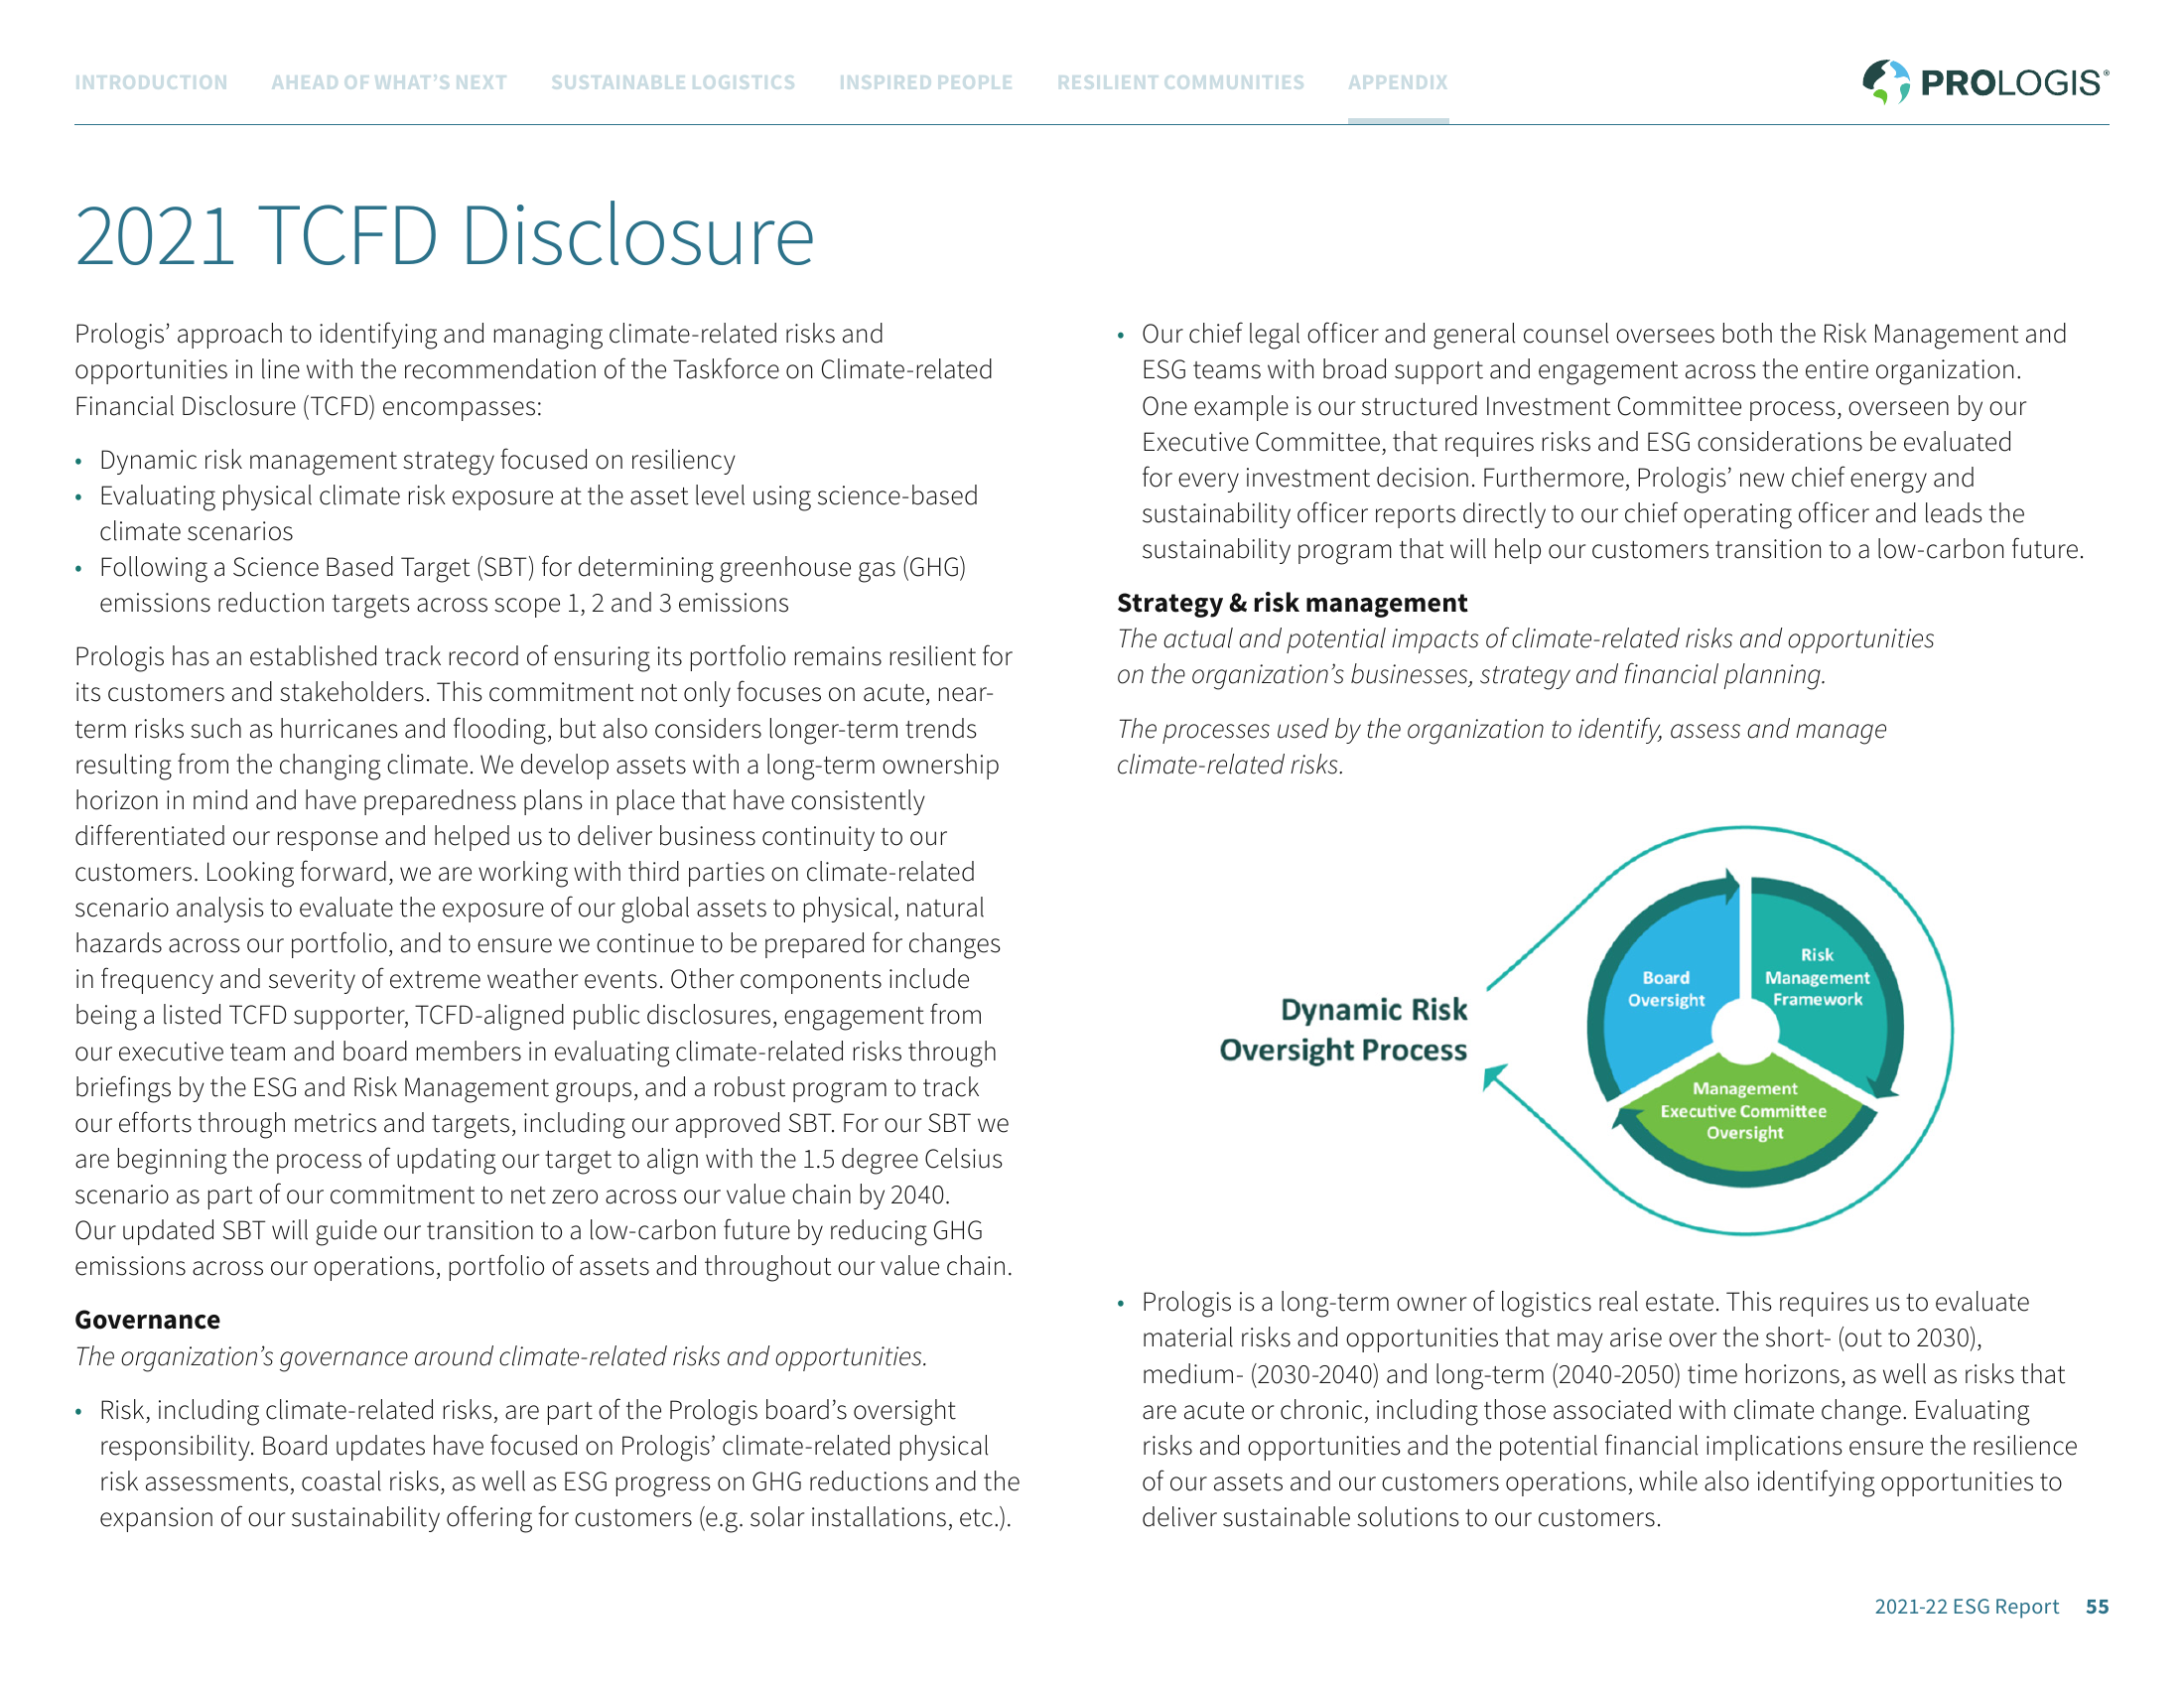 INTRODUCTION AHEAD OF WHAT'S NEXT SUSTAINABLE LOGISTICS INSPIRED PEOPLE RESILIENT COMMUNITIES APPENDIX
PROLOGIS®
2021 TCFD Disclosure
Prologis’ approach to identifying and managing climate-related risks and
opportunities in line with the recommendation of the Taskforce on Climate-related
Financial Disclosure (TCFD) encompasses:
• Dynamic risk management strategy focused on resiliency
• Evaluating physical climate risk exposure at the asset level using science-based
climate scenarios
• Following a Science Based Target (SBT) for determining greenhouse gas (GHG)
emissions reduction targets across scope 1, 2 and 3 emissions
Prologis has an established track record of ensuring its portfolio remains resilient for
its customers and stakeholders. This commitment not only focuses on acute, near-
term risks such as hurricanes and flooding, but also considers longer-term trends
resulting from the changing climate. We develop assets with a long-term ownership
horizon in mind and have preparedness plans in place that have consistently
differentiated our response and helped us to deliver business continuity to our
customers. Looking forward, we are working with third parties on climate-related
scenario analysis to evaluate the exposure of our global assets to physical, natural
hazards across our portfolio, and to ensure we continue to be prepared for changes
in frequency and severity of extreme weather events. Other components include
being a listed TCFD supporter, TCFD-aligned public disclosures, engagement from
our executive team and board members in evaluating climate-related risks through
briefings by the ESG and Risk Management groups, and a robust program to track
our efforts through metrics and targets, including our approved SBT. For our SBT we
are beginning the process of updating our target to align with the 1.5 degree Celsius
scenario as part of our commitment to net zero across our value chain by 2040.
Our updated SBT will guide our transition to a low-carbon future by reducing GHG
emissions across our operations, portfolio of assets and throughout our value chain.
Governance
The organization’s governance around climate-related risks and opportunities.
• Risk, including climate-related risks, are part of the Prologis board’s oversight
responsibility. Board updates have focused on Prologis’ climate-related physical
risk assessments, coastal risks, as well as ESG progress on GHG reductions and the
expansion of our sustainability offering for customers (e.g. solar installations, etc.).
• Our chief legal officer and general counsel oversees both the Risk Management and
ESG teams with broad support and engagement across the entire organization.
One example is our structured Investment Committee process, overseen by our
Executive Committee, that requires risks and ESG considerations be evaluated
for every investment decision. Furthermore, Prologis’ new chief energy and
sustainability officer reports directly to our chief operating officer and leads the
sustainability program that will help our customers transition to a low-carbon future.
Strategy & risk management
The actual and potential impacts of climate-related risks and opportunities
on the organization’s businesses, strategy and financial planning.
The processes used by the organization to identify, assess and manage
climate-related risks.
Dynamic Risk
Oversight Process
Board
Oversight
Risk
Management
Framework
Management
Executive Committee
Oversight
• Prologis is a long-term owner of logistics real estate. This requires us to evaluate
material risks and opportunities that may arise over the short- (out to 2030),
medium- (2030-2040) and long-term (2040-2050) time horizons, as well as risks that
are acute or chronic, including those associated with climate change. Evaluating
risks and opportunities and the potential financial implications ensure the resilience
of our assets and our customers operations, while also identifying opportunities to
deliver sustainable solutions to our customers.
2021-22 ESG Report 55